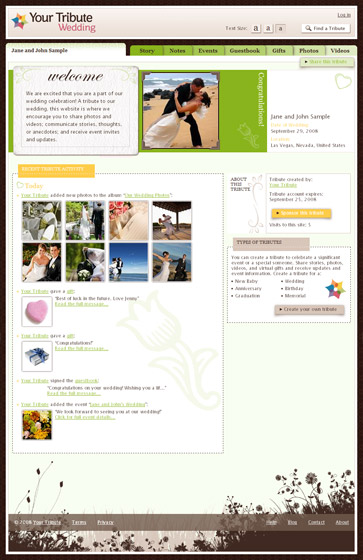 Your Tribute
Wedding
Log in
Text Size: a a a
Find a Tribute
Jane and John Sample
Story Notes Events Guestbook Gifts Photos Videos
Share this tribute
welcome
We are excited that you are a part of our
wedding celebration! A tribute to our
wedding, this website is where we
encourage you to share photos and
videos; communicate stories, thoughts,
or anecdotes; and receive event invites
and updates.
Congratulations!
Jane and John Sample
September 25, 2008
Location
Las Vegas, Nevada, United States
RECENT TRIBUTE ACTIVITY
Today
Your Tribute added new photos to the album "Our Wedding Photos".
Your Tribute gave a gift:
"Best of luck in the future. Love Jenny"
Read the full message...
Your Tribute gave a gift:
"Congratulations!"
Read the full message...
Your Tribute signed the guestbook:
"Congratulations on your wedding! Wishing you a lif..."
Read the full message...
Your Tribute added the event "Jane and John's Wedding":
"We look forward to seeing you at our wedding!"
Click for full event details...
ABOUT
THIS
TRIBUTE
Tribute created by:
Your Tribute
Tribute account expires:
September 25, 2008
Sponsor this tribute
Visits to this site: 5
TYPES OF TRIBUTES
You can create a tribute to celebrate a significant
event or a special someone. Share stories, photos,
videos, and virtual gifts and receive updates and
event information. Create a tribute for a:
New Baby Wedding
Anniversary Birthday
Graduation Memorial
Create your own tribute
© 2008 Your Tribute Terms Privacy
Help Blog Contact About